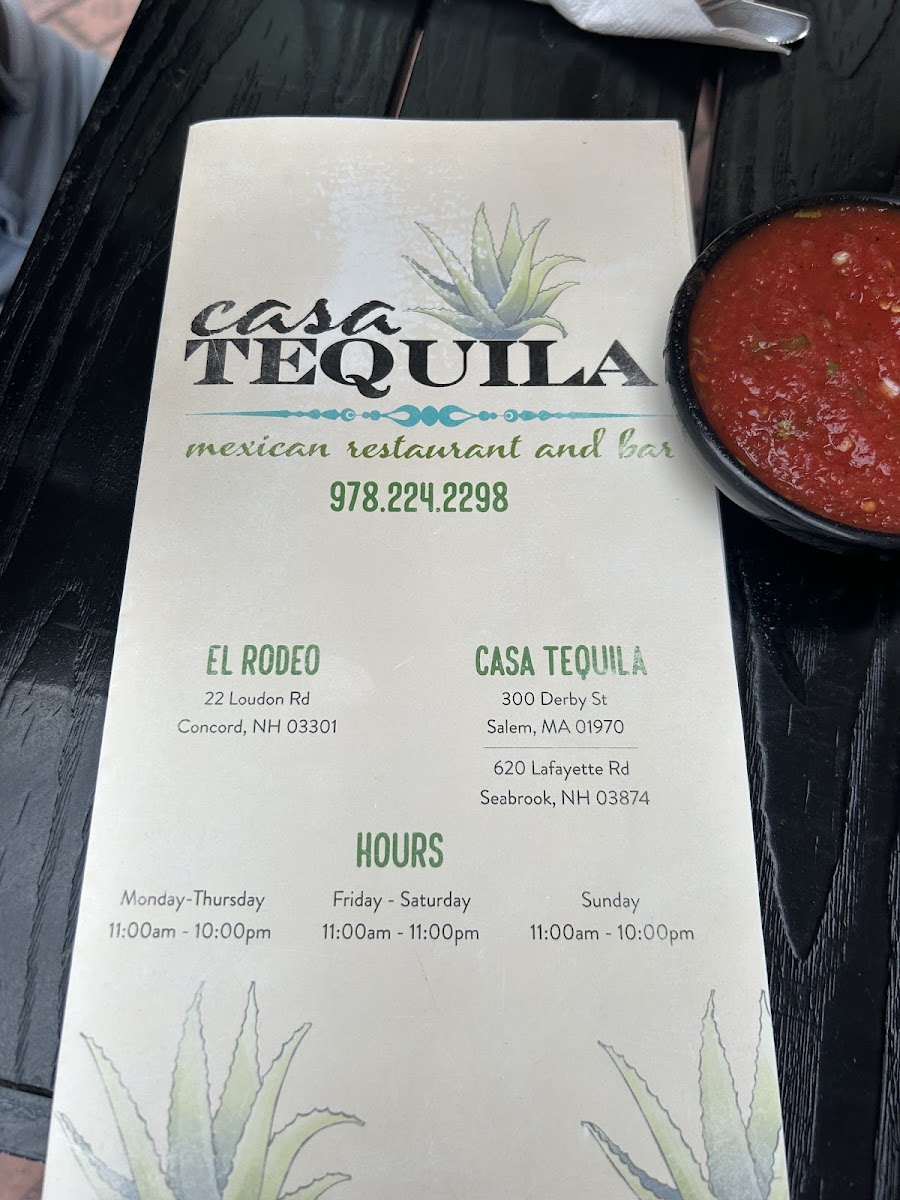 casa
TEQUILA
mexican restaurant and bar
978.224.2298
EL RODEO
22 Loudon Rd
Concord, NH 03301
CASA TEQUILA
300 Derby St
Salem, MA 01970
620 Lafayette Rd
Seabrook, NH 03874
HOURS
Monday-Thursday
11:00am - 10:00pm
Friday - Saturday
11:00am - 11:00pm
Sunday
11:00am - 10:00pm